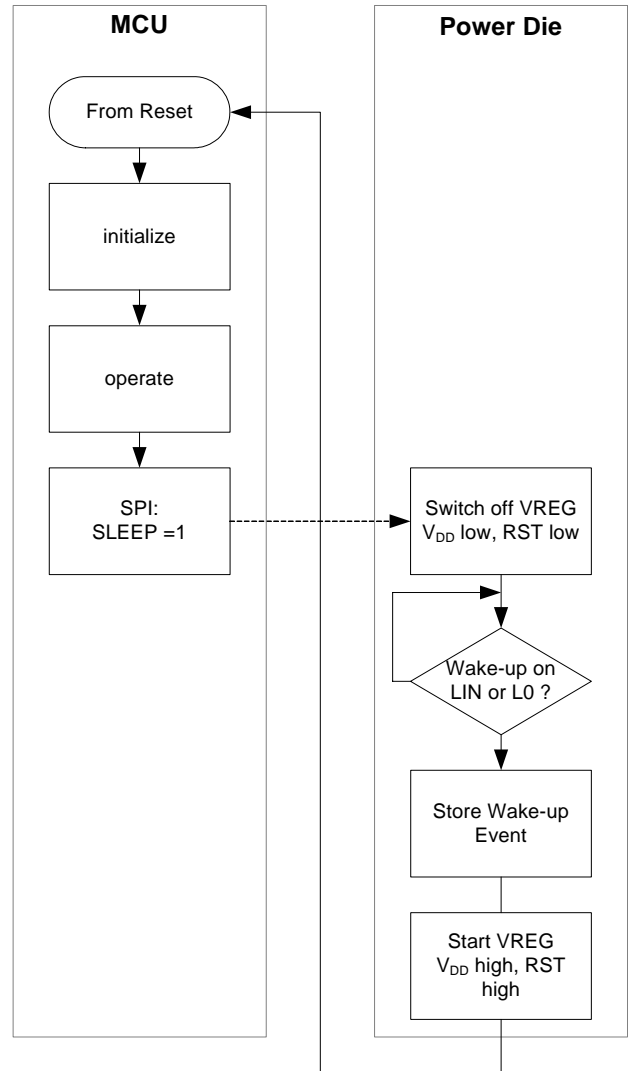 MCU
From Reset
initialize
operate
SPI:
SLEEP =1
Power Die
Switch off VREG
VDD low, RST low
Wake-up on
LIN or L0 ?
Store Wake-up
Event
Start VREG
VDD high, RST
high